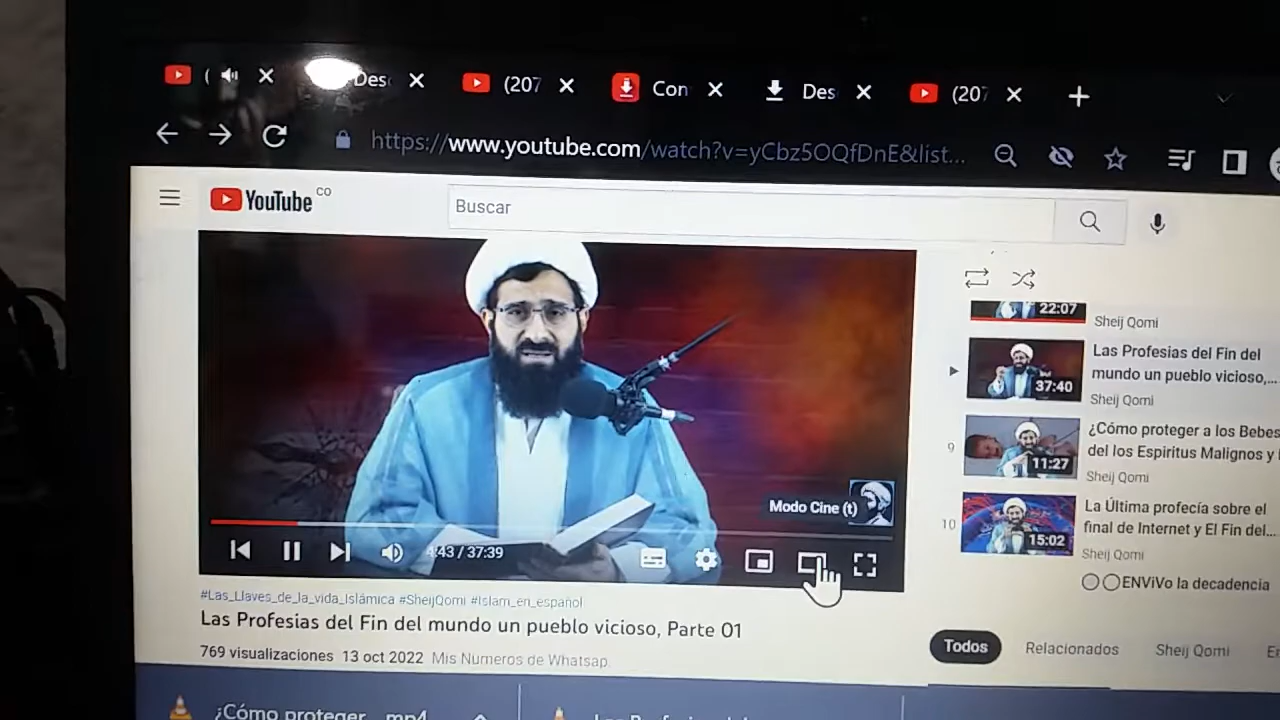 Des
(207
Con
Des
(207
https://www.youtube.com/watch?v=yCbz5OQfDnE&list...
YouTube CO
Buscar
22:07
Sheij Qomi
Las Profesias del Fin del
mundo un pueblo vicioso,...
37:40
Sheij Qomi
9
¿Cómo proteger a los Bebes
del los Espiritus Malignos y
11:27
Sheij Qomi
10
La Última profecía sobre el
final de Internet y El Fin del...
15:02
Sheij Qomi
ENViVo la decadencia
Modo Cine (t)
4:43 / 37:39
#Las_Llaves_de_la_vida_Islámica #SheijQomi #Islam_en_español
Las Profesias del Fin del mundo un pueblo vicioso, Parte 01
769 visualizaciones 13 oct 2022 Mis Numeros de Whatsap
Todos
Relacionados
Sheij Qomi
¿Cómo proteger....mp4